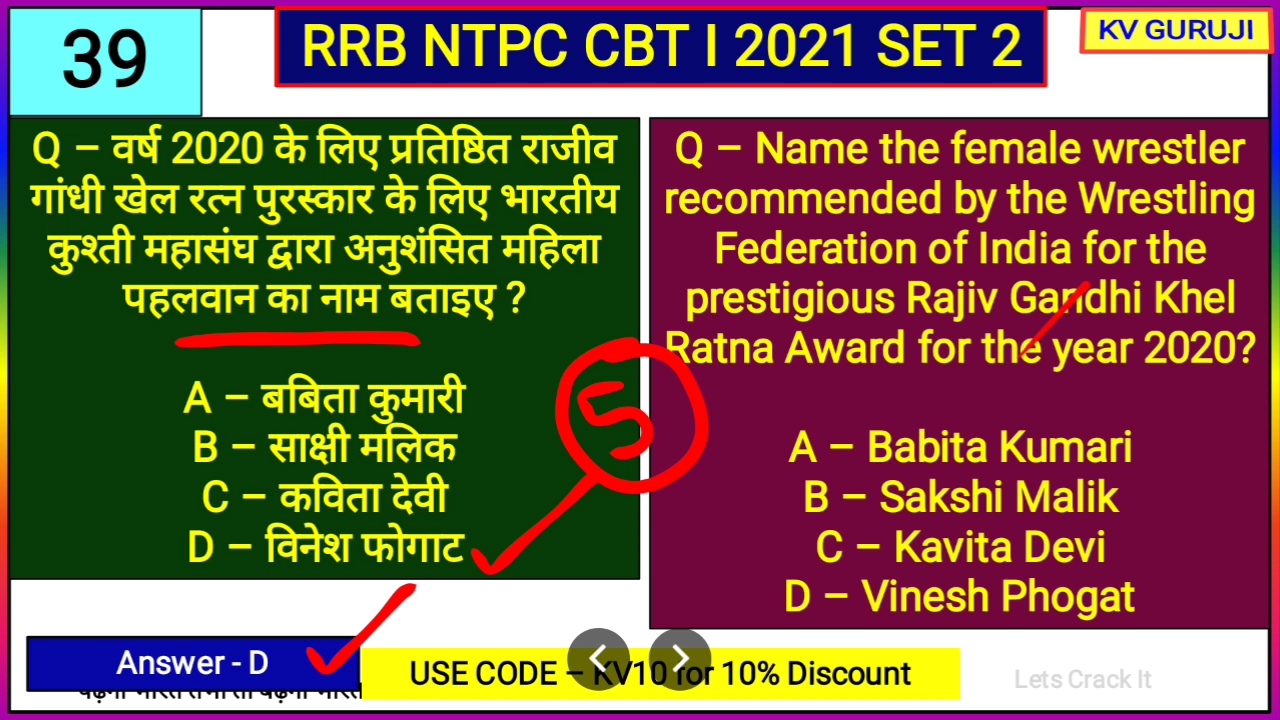 39
RRB NTPC CBT I 2021 SET 2
KV GURUJI
Q – वर्ष 2020 के लिए प्रतिष्ठित राजीव
गांधी खेल रत्न पुरस्कार के लिए भारतीय
कुश्ती महासंघ द्वारा अनुशंसित महिला
पहलवान का नाम बताइए ?
A – बबिता कुमारी
B – साक्षी मलिक
C – कविता देवी
D – विनेश फोगाट
5
Q – Name the female wrestler
recommended by the Wrestling
Federation of India for the
prestigious Rajiv Gandhi Khel
Ratna Award for the year 2020?
A – Babita Kumari
B – Sakshi Malik
C – Kavita Devi
D – Vinesh Phogat
Answer - D
USE CODE – KV10 for 10% Discount
Lets Crack It